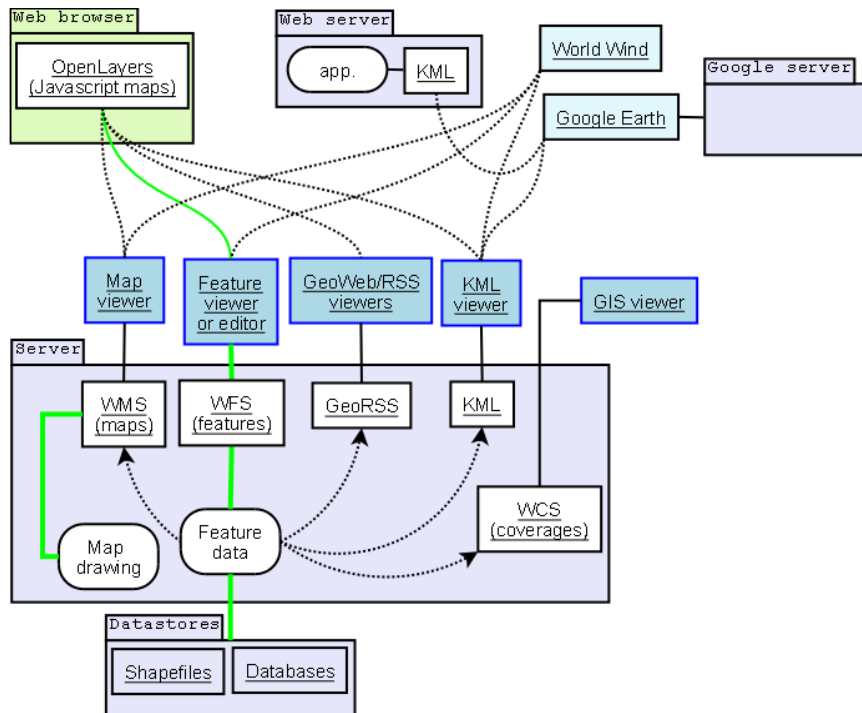 Web browser
OpenLayers
(Javascript maps)
Web server
app.
KML
World Wind
Google server
Google Earth
Map
viewer
Feature
viewer
or editor
GeoWeb/RSS
viewers
KML
viewer
GIS viewer
Server
WMS
(maps)
WFS
(features)
GeoRSS
KML
WCS
(coverages)
Map
drawing
Feature
data
Datastores
Shapefiles
Databases